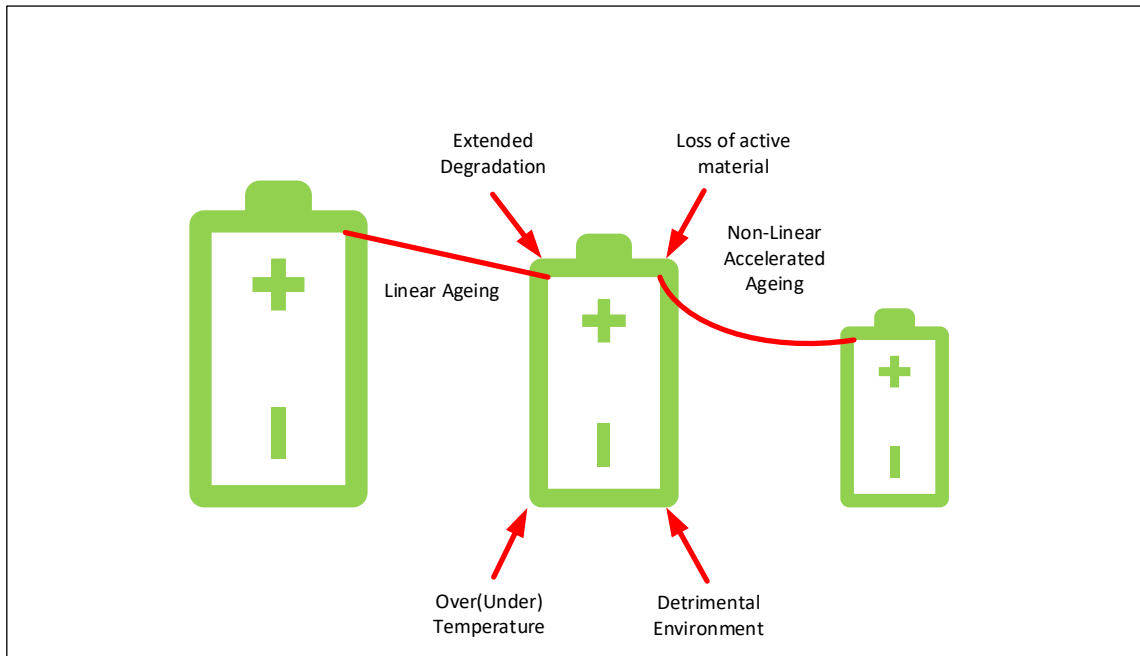 Extended
Degradation
Loss of active
material
Linear Ageing
Non-Linear
Accelerated
Ageing
Over(Under)
Temperature
Detrimental
Environment